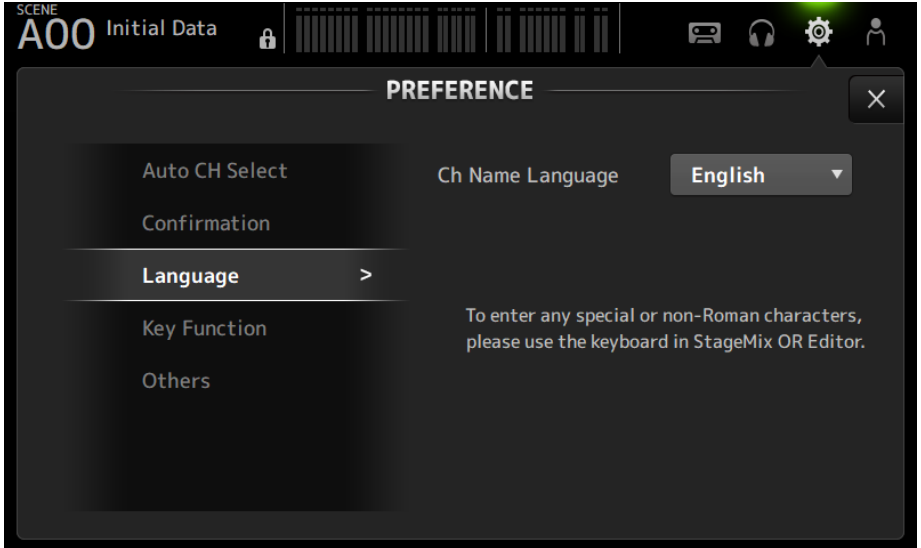 SCENE
A00 Initial Data
PREFERENCE
Auto CH Select
Confirmation
Language >
Key Function
Others
Ch Name Language English
To enter any special or non-Roman characters,
please use the keyboard in StageMix OR Editor.